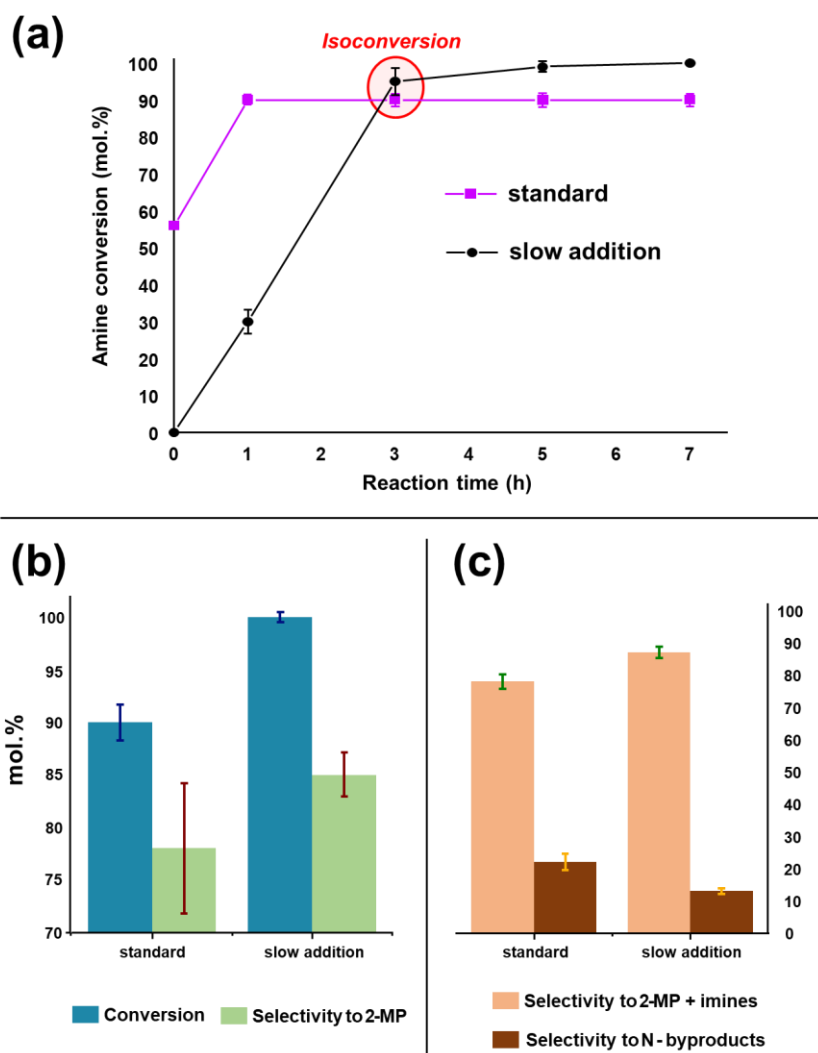 (a)
Isoconversion
Amine conversion (mol.%)
100
90
80
70
60
50
40
30
20
10
0
standard
slow addition
0 1 2 3 4 5 6 7
Reaction time (h)
(b)
mol.%
100
95
90
85
80
75
70
standard slow addition
Conversion Selectivity to 2-MP
(c)
100
90
80
70
60
50
40
30
20
10
0
standard slow addition
Selectivity to 2-MP + imines
Selectivity to N - byproducts